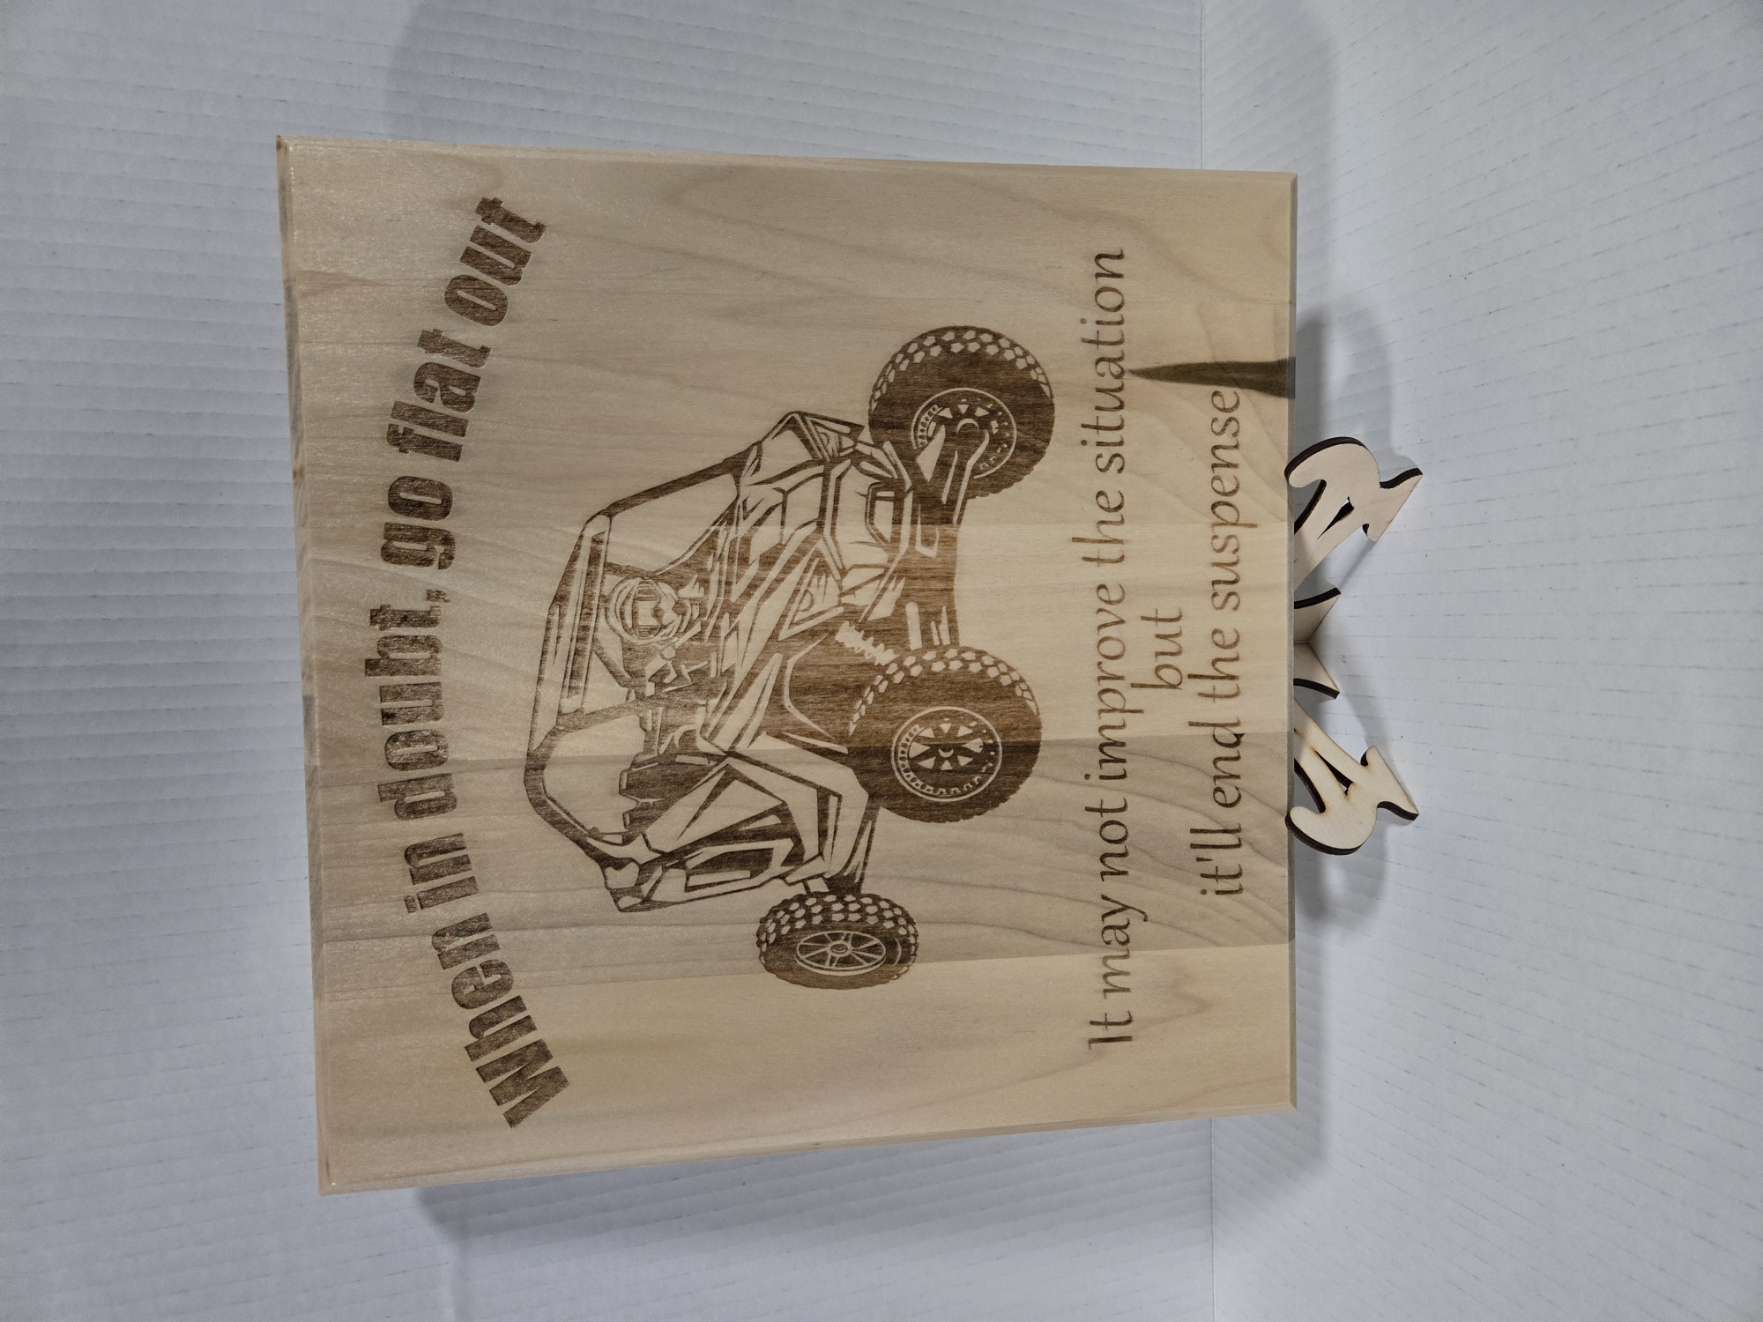 When in doubt, go flat out
It may not improve the situation
but
it'll end the suspense